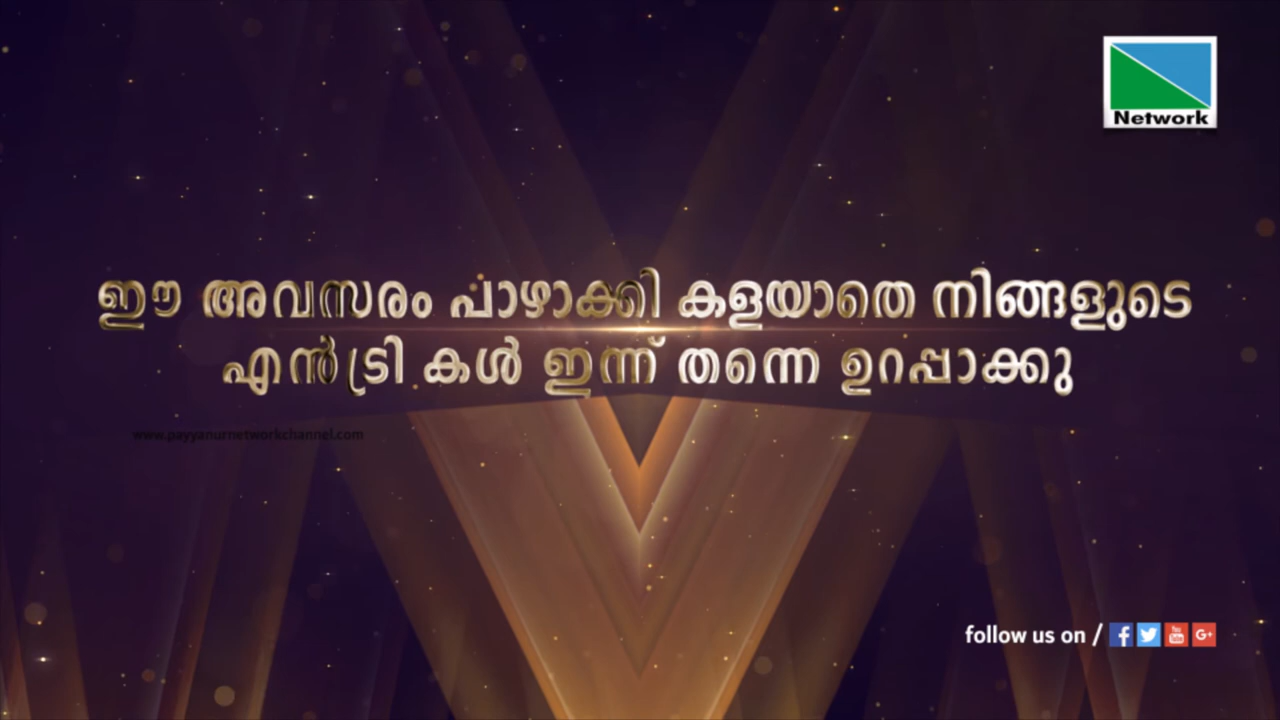 Network
ഈ അവസരം പാഴാക്കി കളയാതെ നിങ്ങളുടെ
എൻട്രി കൾ ഇന്ന് തന്നെ ഉറപ്പാക്കു
www.payyanurnetworkchannel.com
follow us on /